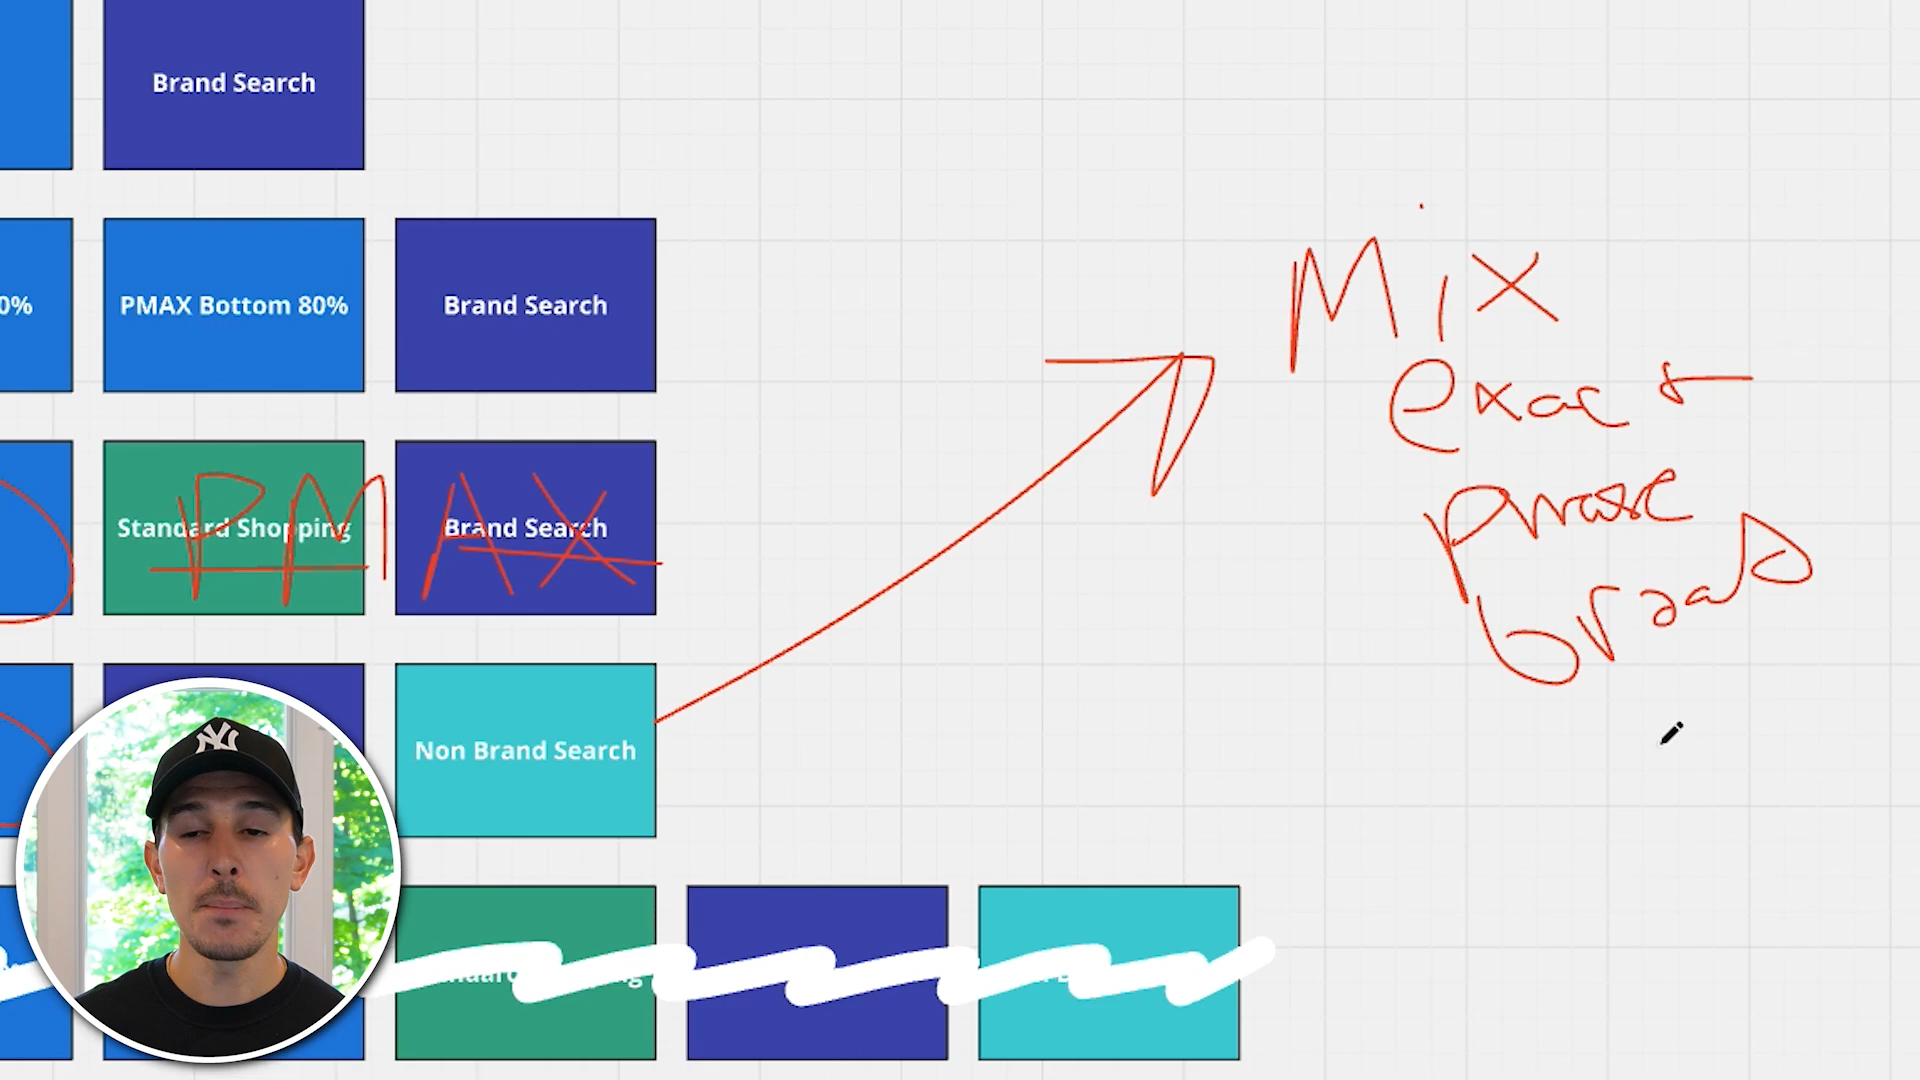 Brand Search
0%
PMAX Bottom 80%
Brand Search
Standard Shopping
Brand Search
PMAX
Non Brand Search
Mix
exact
phrase
broad
NY